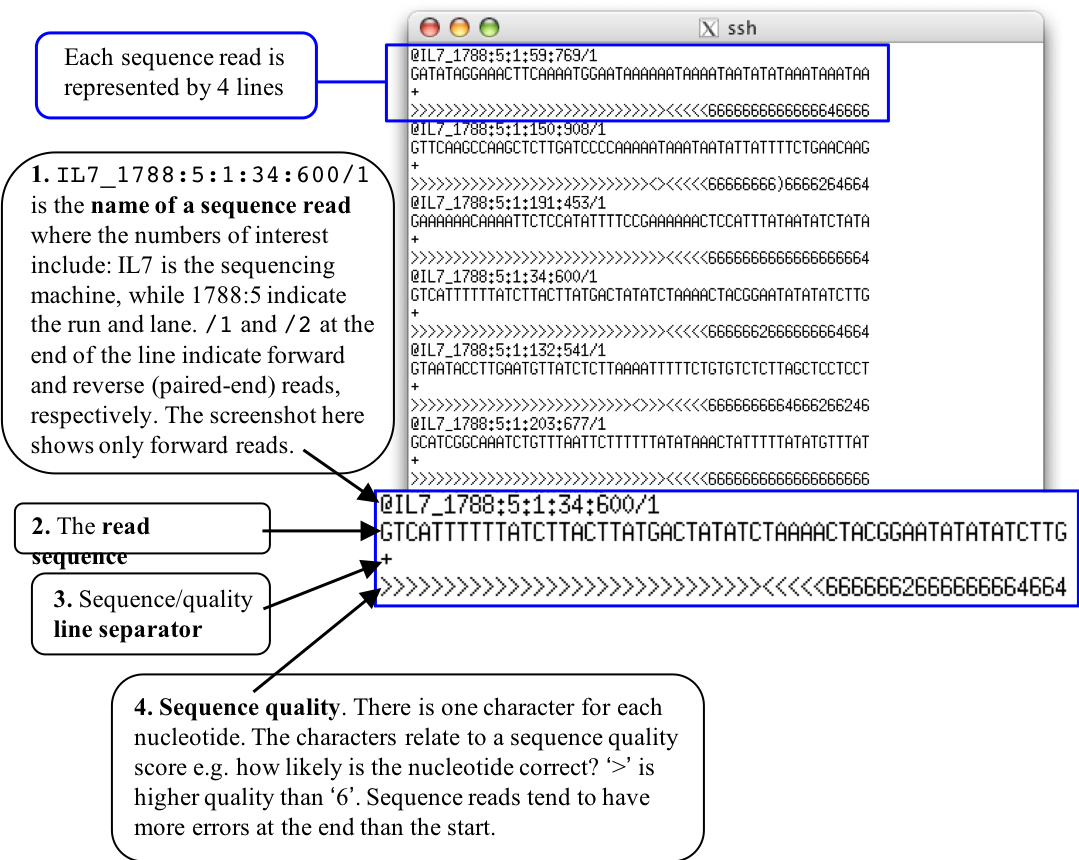 ssh
Each sequence read is
represented by 4 lines
@IL7_1788:5:1:59:769/1
GATATAGGAAACTTCAAAATGGAATAAAAAATAAAATAATATATAAATAAATAA
+
>>>>>>>>>>>>>>>>>>>>>>>>>>>>>><<<<<6666666666666646666
@IL7_1788:5:1:150:908/1
GTTCAAGCCAAGCTCTTGATCCCCAAAAATAAATAATATTATTTTCTGAACAAG
+
>>>>>>>>>>>>>>>>>>>>>>>>>>>><><<<<<66666666)6666264664
@IL7_1788:5:1:191:453/1
GAAAAAACAAAATTCTCCATATTTTCCGAAAAAACTCCATTTATAATATCTATA
+
>>>>>>>>>>>>>>>>>>>>>>>>>>>>>><<<<<6666666666666666664
@IL7_1788:5:1:34:600/1
GTCATTTTTTATCTTACTTATGACTATATCTAAAACTACGGAATATATATCTTG
+
>>>>>>>>>>>>>>>>>>>>>>>>>>>>>><<<<<6666662666666664664
@IL7_1788:5:1:132:541/1
GTAATACCTTGAATGTTATCTCTTAAAATTTTTCTGTGTCTCTTAGCTCCTCCT
+
>>>>>>>>>>>>>>>>>>>>>>>>>><>>><<<<<6666666664666266246
@IL7_1788:5:1:203:677/1
GCATCGGCAAATCTGTTTAATTCTTTTTTATATAAACTATTTTTATATGTTTAT
+
>>>>>>>>>>>>>>>>>>>>>>>>>>>>>><<<<<6666666666666666666
1. IL7_1788:5:1:34:600/1
is the name of a sequence read
where the numbers of interest
include: IL7 is the sequencing
machine, while 1788:5 indicate
the run and lane. /1 and /2 at the
end of the line indicate forward
and reverse (paired-end) reads,
respectively. The screenshot here
shows only forward reads.
@IL7_1788:5:1:34:600/1
GTCATTTTTTATCTTACTTATGACTATATCTAAAACTACGGAATATATATCTTG
+
>>>>>>>>>>>>>>>>>>>>>>>>>>>>>><<<<<6666662666666664664
2. The read
sequence
3. Sequence/quality
line separator
4. Sequence quality. There is one character for each
nucleotide. The characters relate to a sequence quality
score e.g. how likely is the nucleotide correct? ‘>’ is
higher quality than ‘6’. Sequence reads tend to have
more errors at the end than the start.